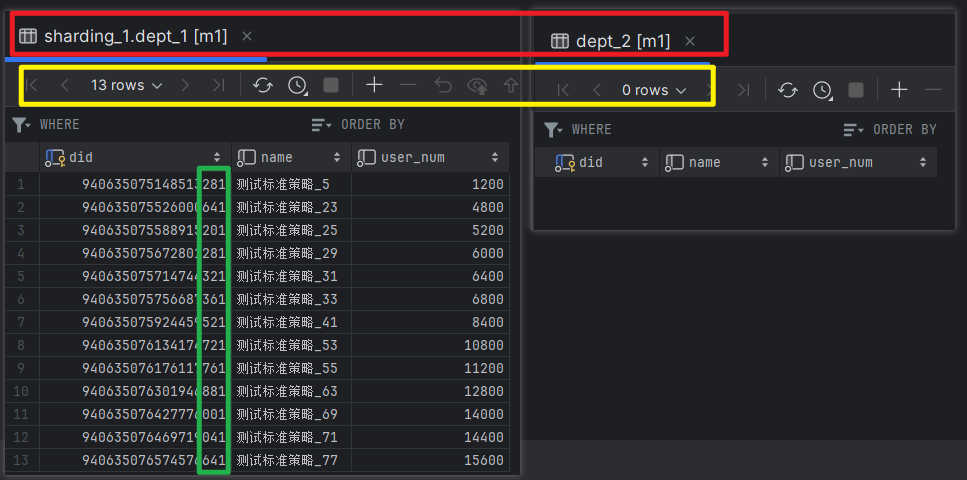 sharding_1.dept_1 [m1]
13 rows
WHERE
ORDER BY
did name user_num
1 940635075148513281 测试标准策略_5 1200
2 940635075526000641 测试标准策略_23 4800
3 940635075588915201 测试标准策略_25 5200
4 940635075672801281 测试标准策略_29 6000
5 940635075714744321 测试标准策略_31 6400
6 940635075756687361 测试标准策略_33 6800
7 940635075924459521 测试标准策略_41 8400
8 940635076134174721 测试标准策略_53 10800
9 940635076176117761 测试标准策略_55 11200
10 940635076301946881 测试标准策略_63 12800
11 940635076427776001 测试标准策略_69 14000
12 940635076469719041 测试标准策略_71 14400
13 940635076574576641 测试标准策略_77 15600
dept_2 [m1]
0 rows
WHERE
ORDER BY
did name user_num